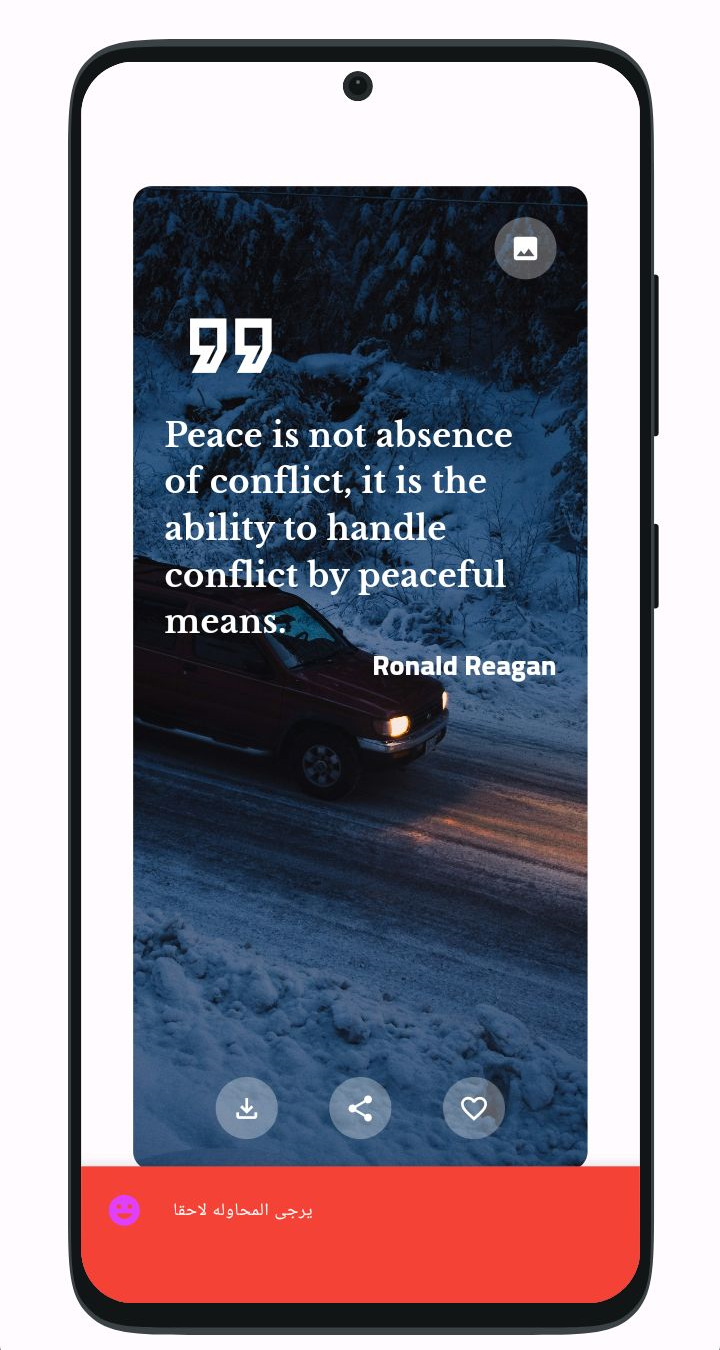 Peace is not absence
of conflict, it is the
ability to handle
conflict by peaceful
means.
Ronald Reagan
يرجى المحاوله لاحقا